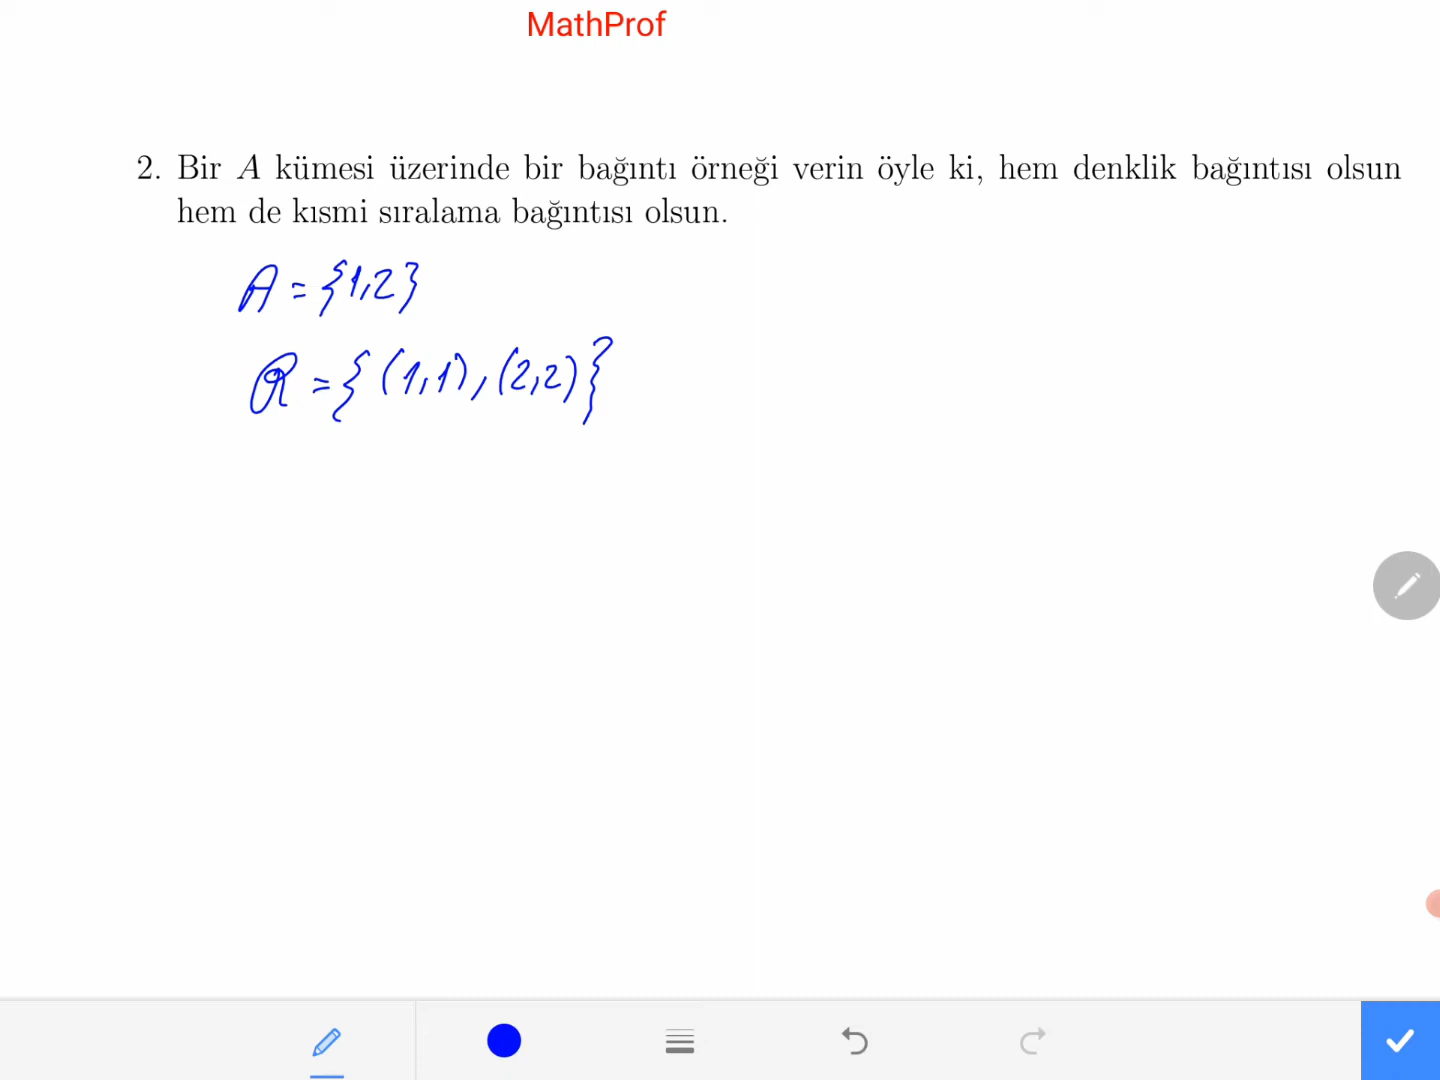 MathProf
2. Bir A kümesi üzerinde bir bağıntı örneği verin öyle ki, hem denklik bağıntısı olsun
hem de kısmi sıralama bağıntısı olsun.
A = {1,2}
R = { (1,1), (2,2) }